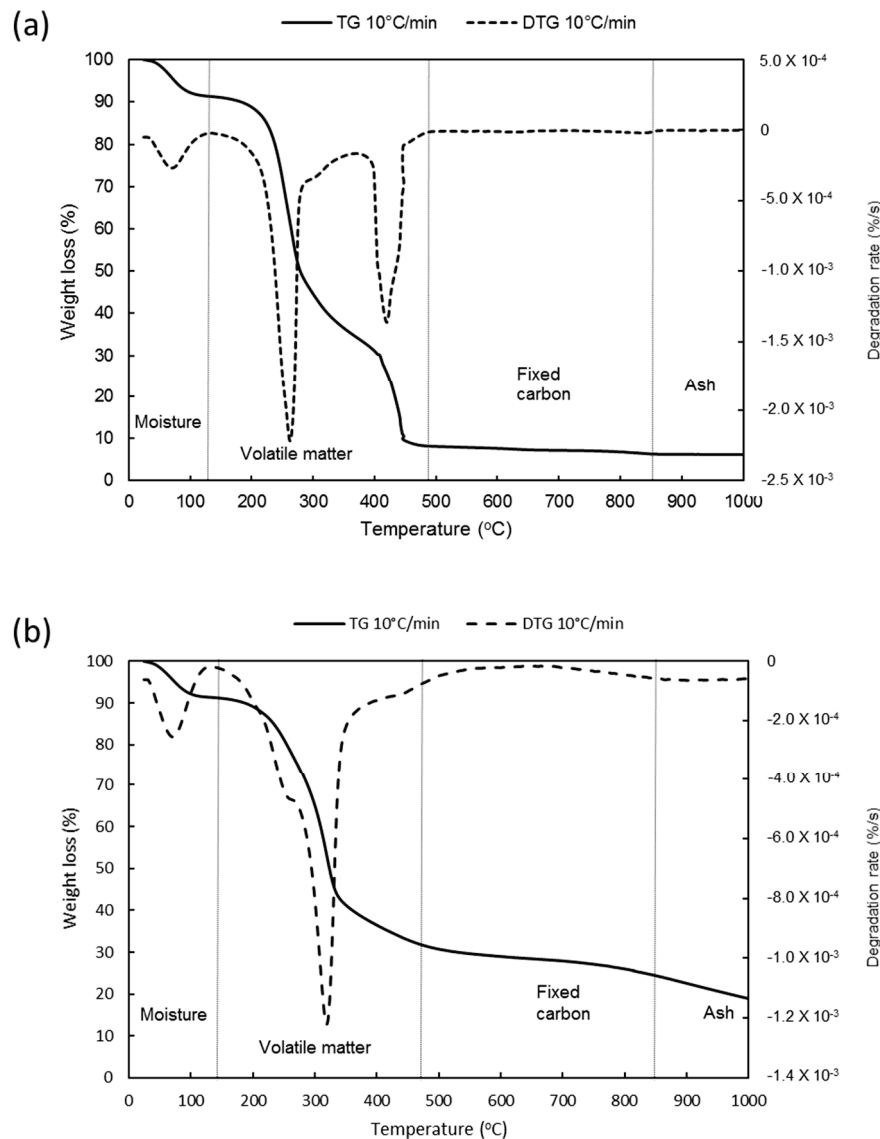 (a)
TG 10°C/min DTG 10°C/min
100
90
80
70
60
50
40
30
20
10
0
Weight loss (%)
5.0 X 10⁻⁴
0
-5.0 X 10⁻⁴
-1.0 X 10⁻³
-1.5 X 10⁻³
-2.0 X 10⁻³
-2.5 X 10⁻³
Degradation rate (%/s)
Moisture
Volatile matter
Fixed
carbon
Ash
0 100 200 300 400 500 600 700 800 900 1000
Temperature (°C)
(b)
TG 10°C/min DTG 10°C/min
100
90
80
70
60
50
40
30
20
10
0
Weight loss (%)
0
-2.0 X 10⁻⁴
-4.0 X 10⁻⁴
-6.0 X 10⁻⁴
-8.0 X 10⁻⁴
-1.0 X 10⁻³
-1.2 X 10⁻³
-1.4 X 10⁻³
Degradation rate (%/s)
Moisture
Volatile matter
Fixed
carbon
Ash
0 100 200 300 400 500 600 700 800 900 1000
Temperature (°C)